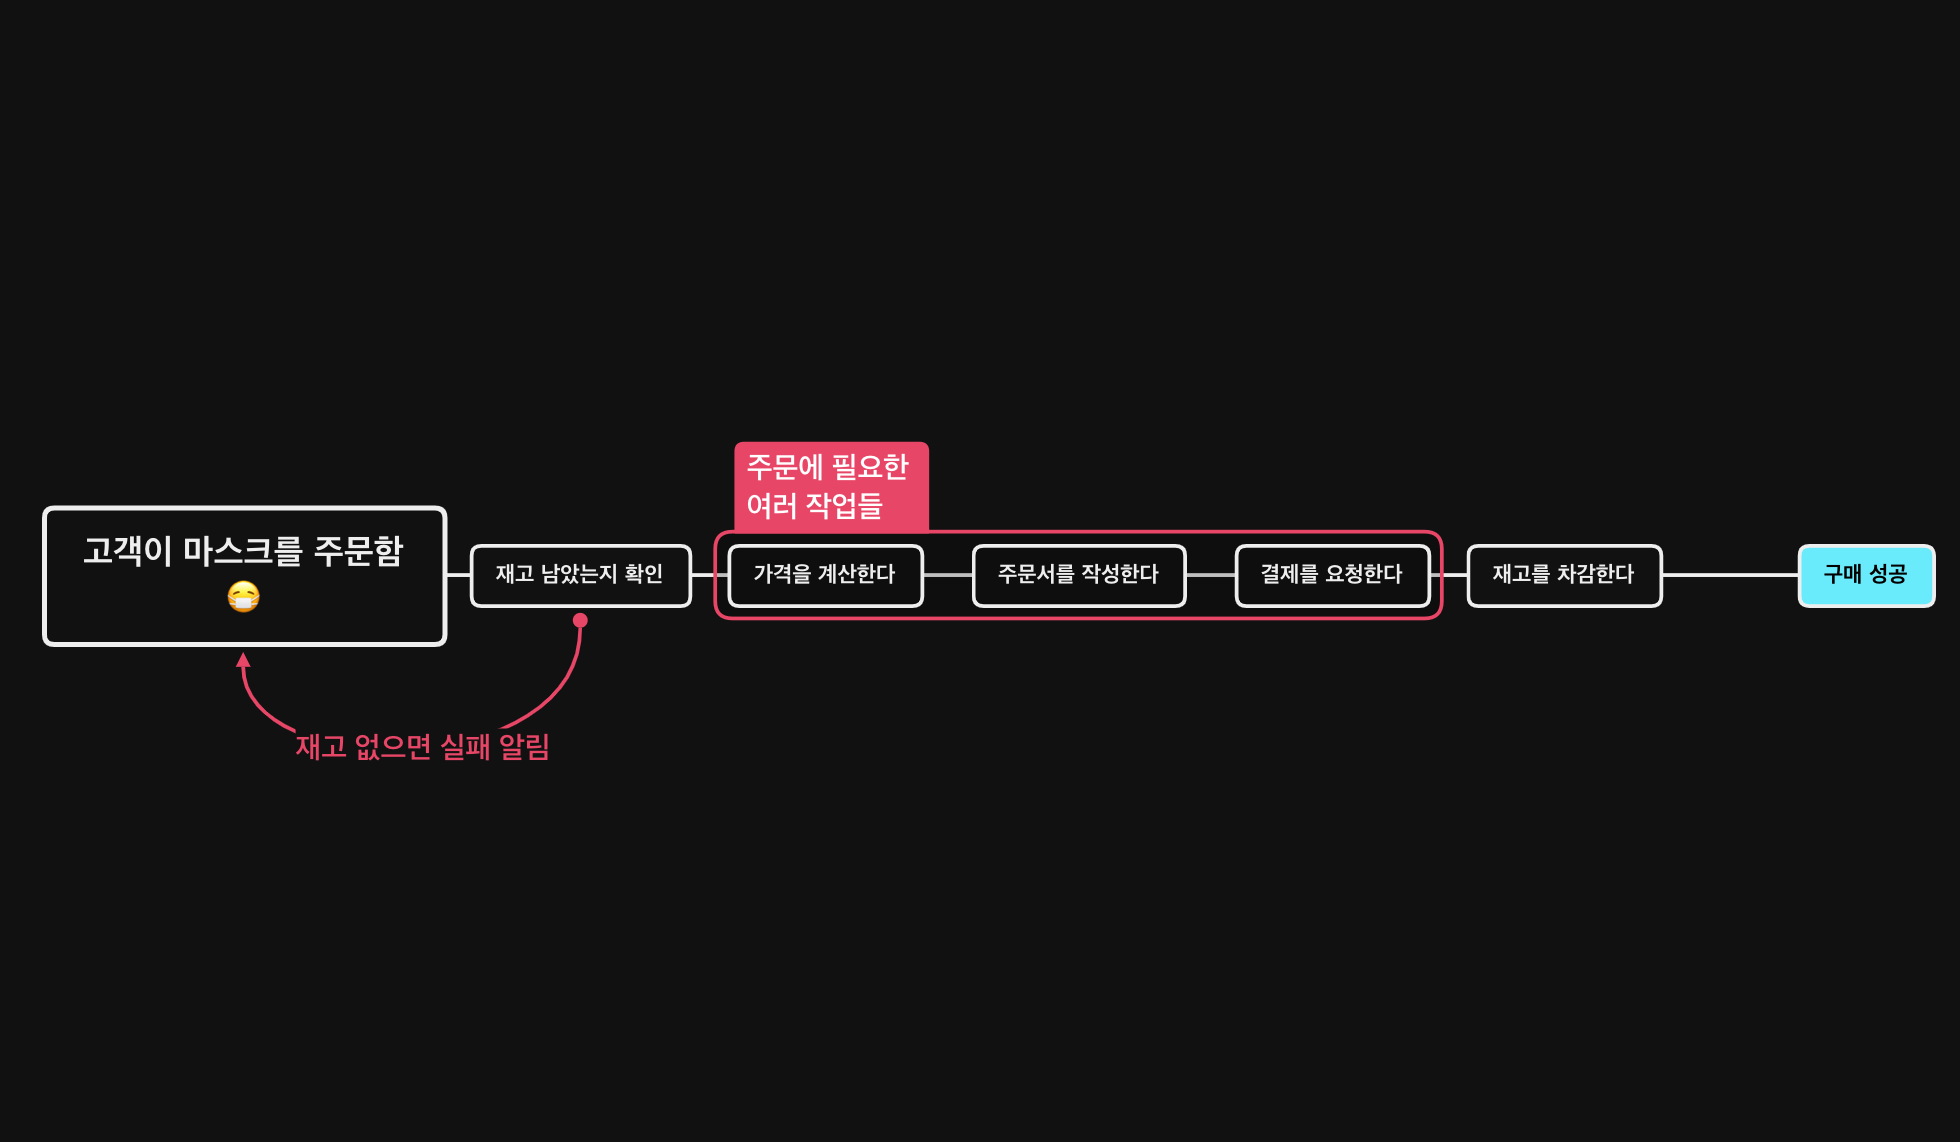 주문에 필요한
여러 작업들
고객이 마스크를 주문함
😷
재고 남았는지 확인
가격을 계산한다
주문서를 작성한다
결제를 요청한다
재고를 차감한다
구매 성공
재고 없으면 실패 알림